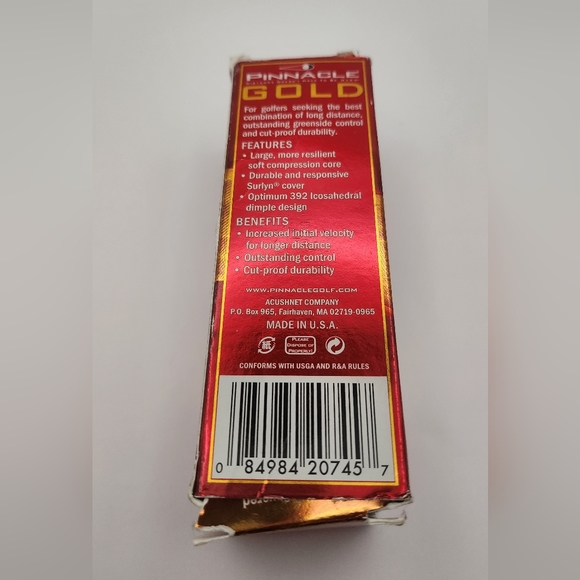 PINNACLE
GOLD
For golfers seeking the best
combination of long distance,
outstanding greenside control
and cut-proof durability.
FEATURES
• Large, more resilient
soft compression core
• Durable and responsive
Surlyn® cover
• Optimum 392 Icosahedral
dimple design
BENEFITS
• Increased initial velocity
for longer distance
• Outstanding control
• Cut-proof durability
WWW.PINNACLEGOLF.COM
ACUSHNET COMPANY
P.O. Box 965, Fairhaven, MA 02719-0965
MADE IN U.S.A.
PLEASE
DISPOSE OF
PROPERLY!
CONFORMS WITH USGA AND R&A RULES
0 84984 20745 7